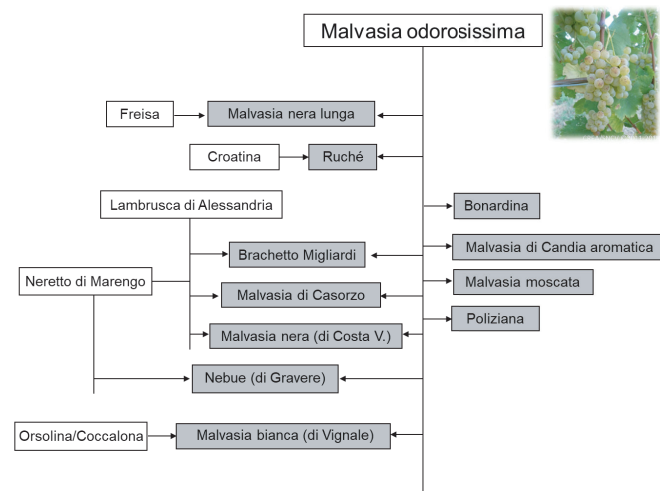 Malvasia odorosissima
Freisa
Malvasia nera lunga
Croatina
Ruché
Lambrusca di Alessandria
Bonardina
Brachetto Migliardi
Malvasia di Candia aromatica
Neretto di Marengo
Malvasia moscata
Malvasia di Casorzo
Poliziana
Malvasia nera (di Costa V.)
Nebue (di Gravere)
Orsolina/Coccalona
Malvasia bianca (di Vignale)